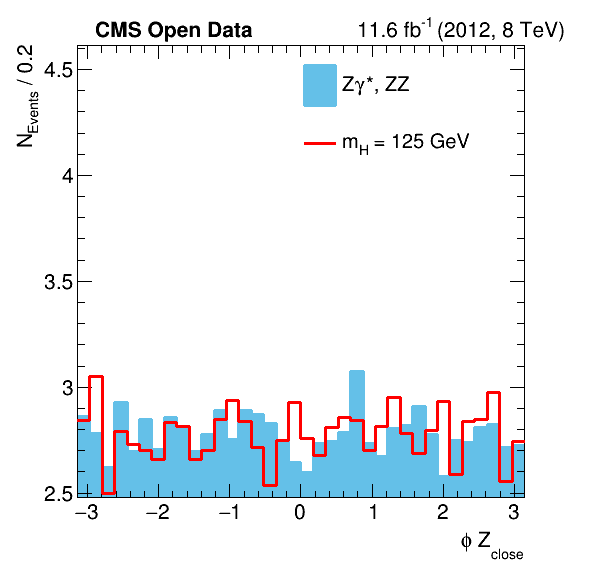 CMS Open Data 11.6 fb-1 (2012, 8 TeV)
NEvents / 0.2
4.5
4
3.5
3
2.5
Zγ*, ZZ
mH = 125 GeV
−3 −2 −1 0 1 2 3
ϕ Zclose